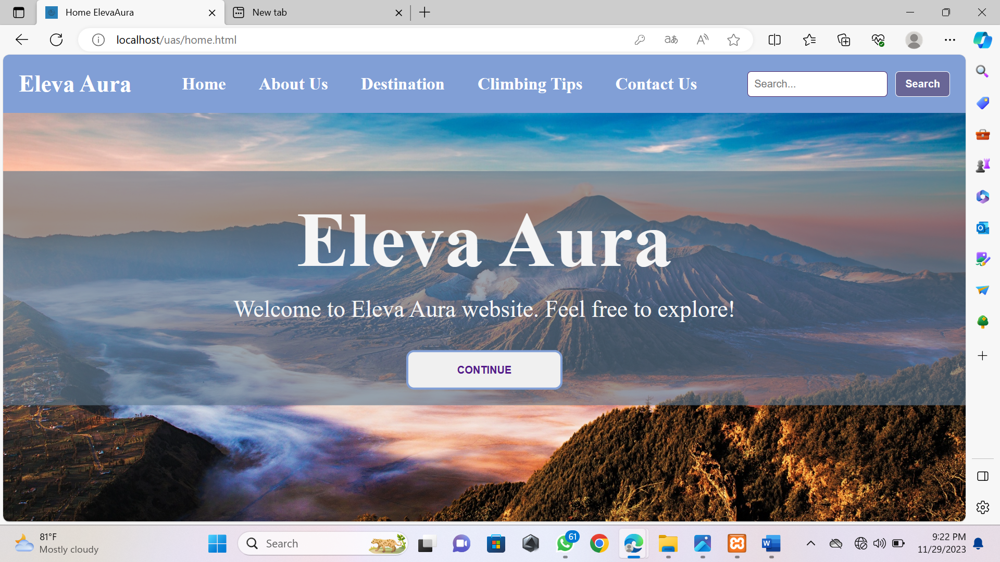 Home ElevaAura
New tab
localhost/uas/home.html
Eleva Aura
Home
About Us
Destination
Climbing Tips
Contact Us
Search...
Search
Eleva Aura
Welcome to Eleva Aura website. Feel free to explore!
CONTINUE
81°F
Mostly cloudy
Search
61
9:22 PM
11/29/2023